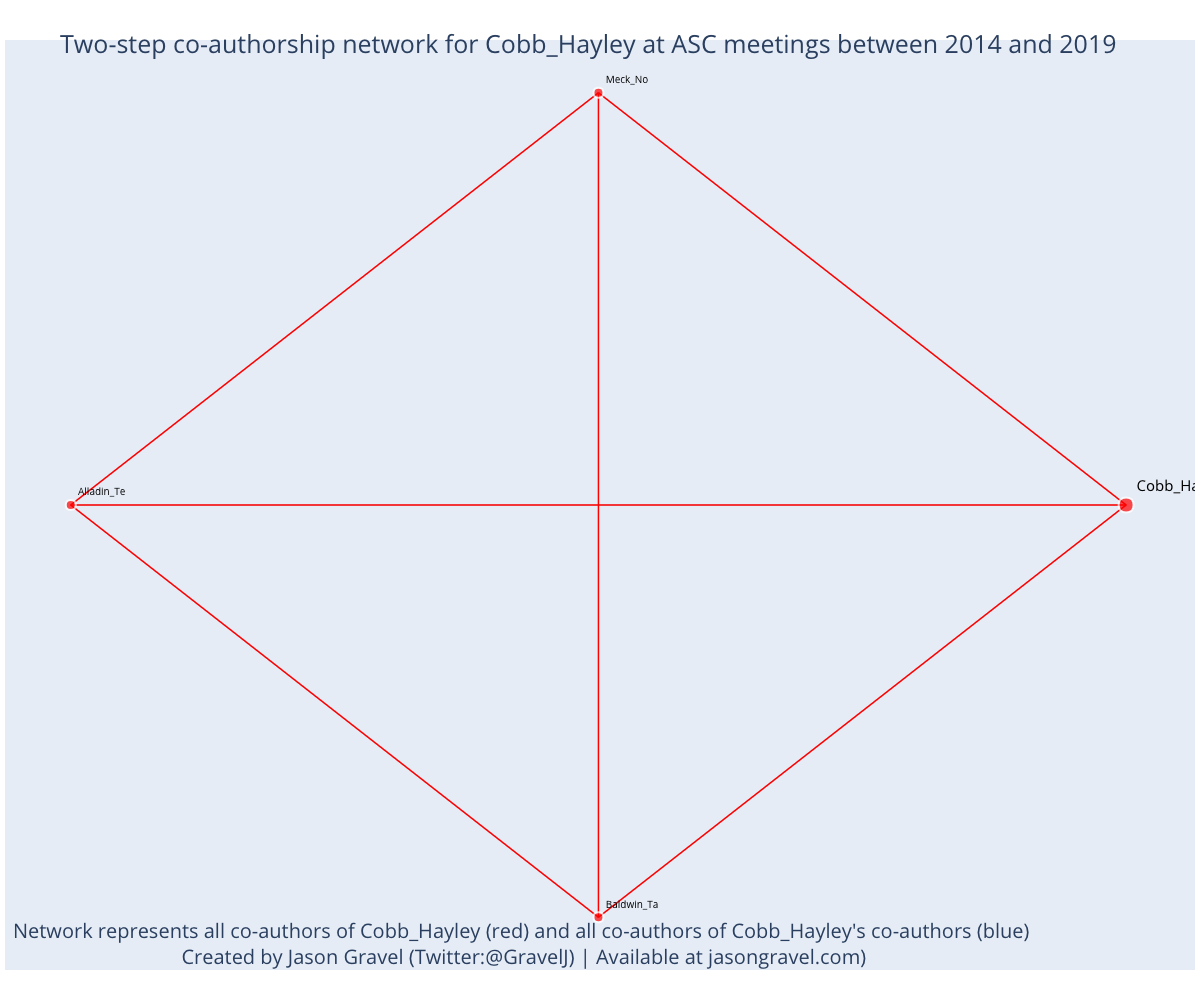 Two-step co-authorship network for Cobb_Hayley at ASC meetings between 2014 and 2019
Meck_No
Alladin_Te
Cobb_Ha
Baldwin_Ta
Network represents all co-authors of Cobb_Hayley (red) and all co-authors of Cobb_Hayley's co-authors (blue)
Created by Jason Gravel (Twitter:@GravelJ) | Available at jasongravel.com)